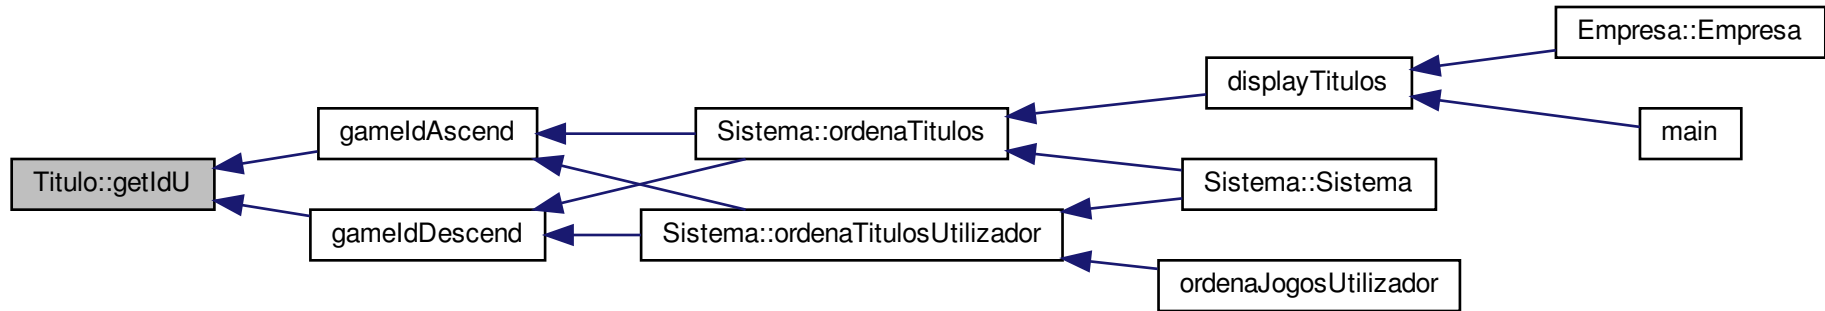 Titulo::getIdU
gameIdAscend
gameIdDescend
Sistema::ordenaTitulos
Sistema::ordenaTitulosUtilizador
displayTitulos
Sistema::Sistema
ordenaJogosUtilizador
Empresa::Empresa
main